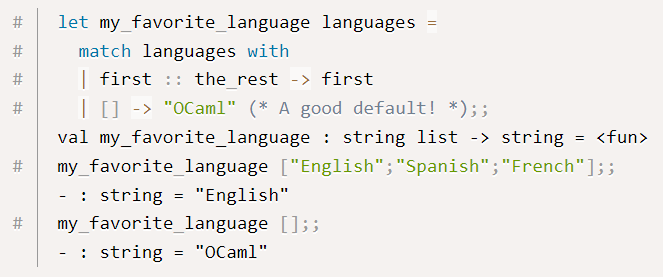 # let my_favorite_language languages =
#   match languages with
#   | first :: the_rest -> first
#   | [] -> "OCaml" (* A good default! *);;
val my_favorite_language : string list -> string = <fun>
# my_favorite_language ["English";"Spanish";"French"];;
- : string = "English"
# my_favorite_language [];;
- : string = "OCaml"